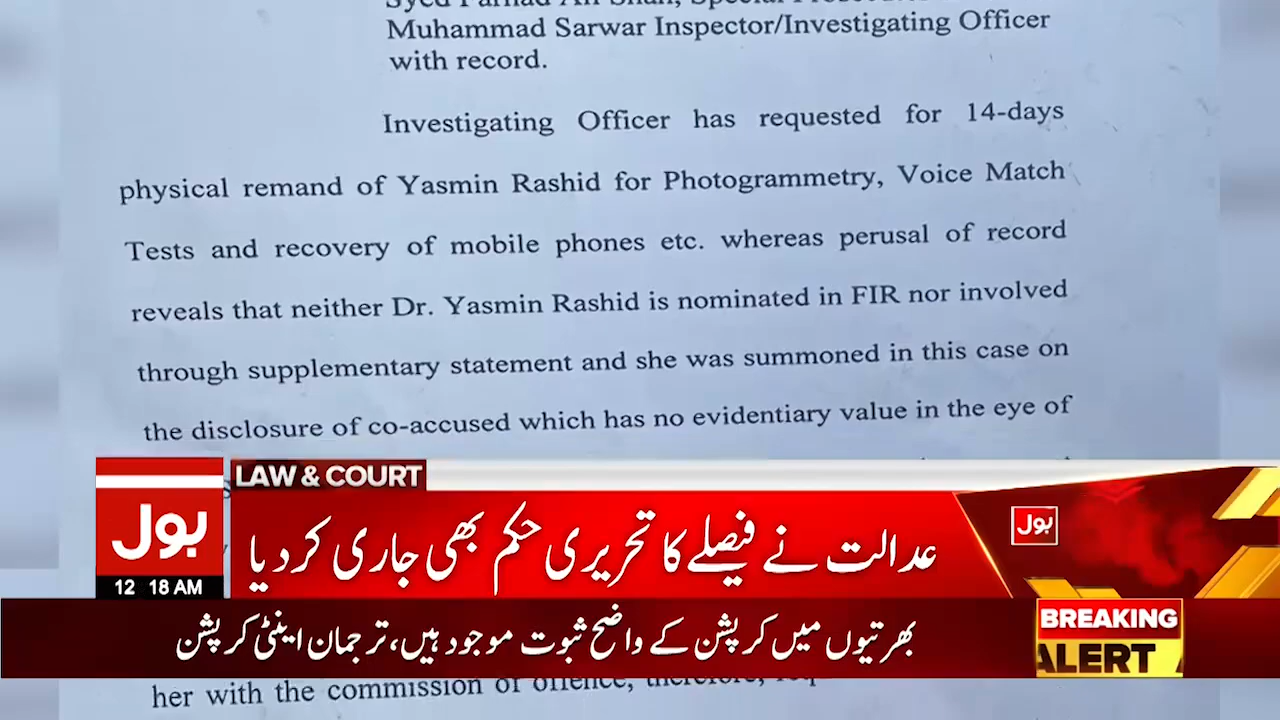 Muhammad Sarwar Inspector/Investigating Officer
with record.
Investigating Officer has requested for 14-days
physical remand of Yasmin Rashid for Photogrammetry, Voice Match
Tests and recovery of mobile phones etc. whereas perusal of record
reveals that neither Dr. Yasmin Rashid is nominated in FIR nor involved
through supplementary statement and she was summoned in this case on
the disclosure of co-accused which has no evidentiary value in the eye of
LAW & COURT
بول
عدالت نے فیصلے کا تحریری حکم بھی جاری کردیا
بول
12 18 AM
بھرتیوں میں کرپشن کے واضح ثبوت موجود ہیں، ترجمان اینٹی کرپشن
BREAKING
ALERT
her with the commission of offence, therefore,